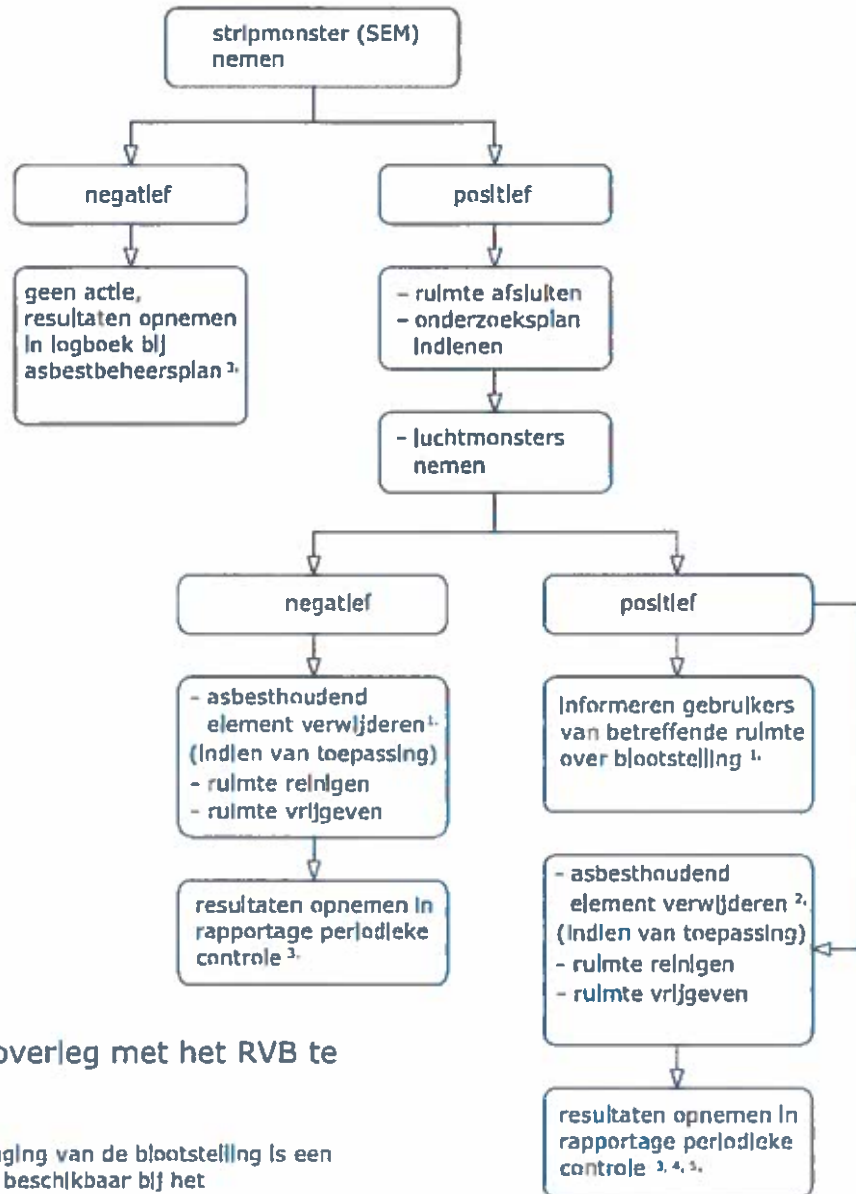 stripmonster (SEM)
nemen
negatief
positief
geen actie,
resultaten opnemen
in logboek bij
asbestbeheersplan 3.
- ruimte afsluiten
- onderzoeksplan
indienen
- luchtmonsters
nemen
negatief
positief
- asbesthoudend
element verwijderen 1.
(indien van toepassing)
- ruimte reinigen
- ruimte vrijgeven
informeren gebruikers
van betreffende ruimte
over blootstelling 1.
resultaten opnemen in
rapportage periodieke
controle 3.
- asbesthoudend
element verwijderen 2.
(indien van toepassing)
- ruimte reinigen
- ruimte vrijgeven
overleg met het RVB te
resultaten opnemen in
rapportage periodieke
controle 3, 4, 5.
ging van de blootstelling is een
beschikbaar bij het